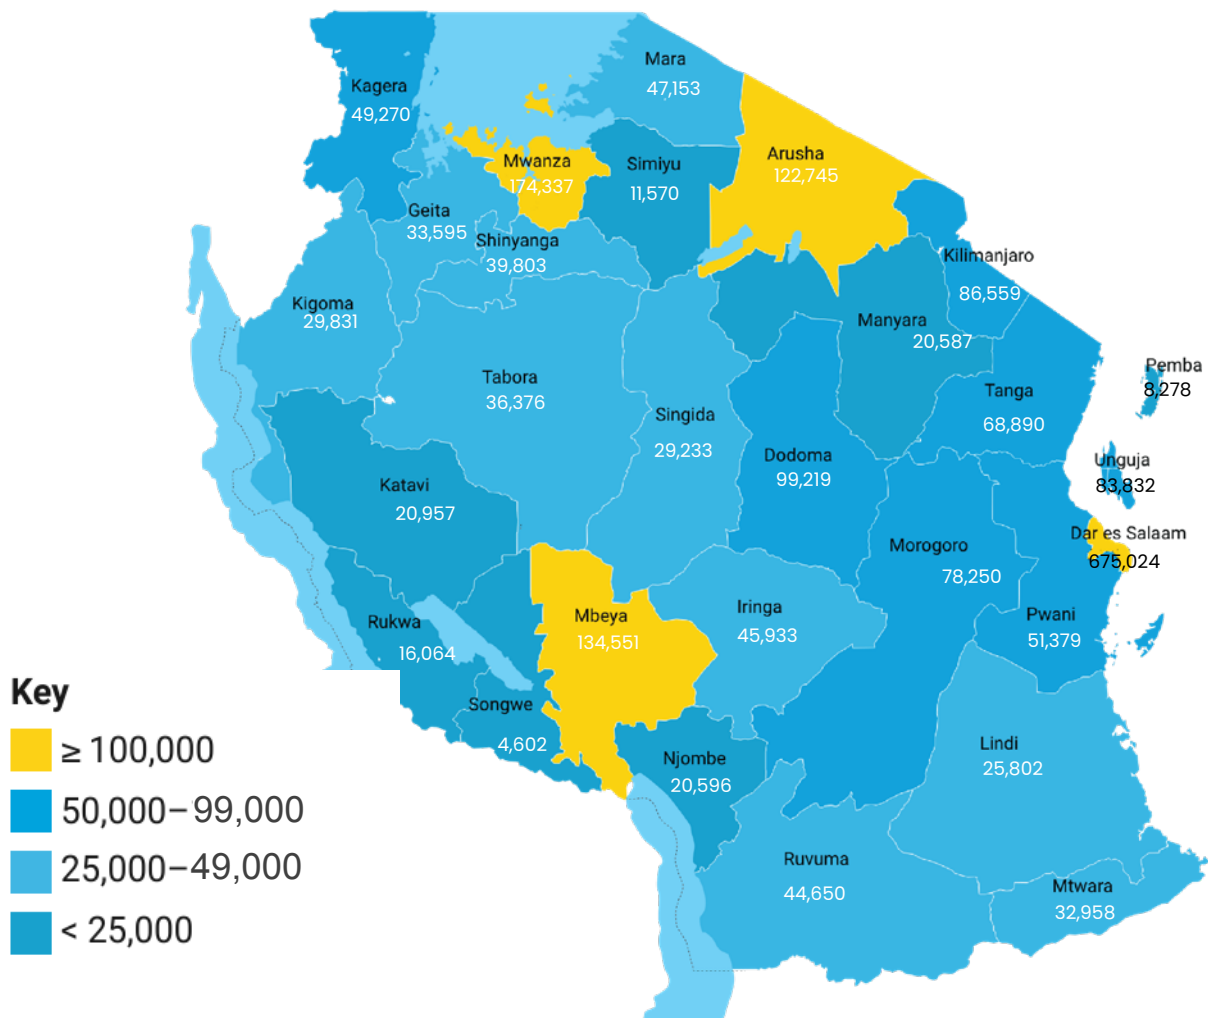 Mara
47,153
Kagera
49,270
Mwanza
174,337
Simiyu
11,570
Arusha
122,745
Geita
33,595
Shinyanga
39,803
Kilimanjaro
86,559
Kigoma
29,831
Manyara
20,587
Pemba
8,278
Tabora
36,376
Tanga
68,890
Singida
29,233
Dodoma
99,219
Unguja
83,832
Katavi
20,957
Dar es Salaam
675,024
Morogoro
78,250
Mbeya
134,551
Iringa
45,933
Pwani
51,379
Rukwa
16,064
Songwe
4,602
Njombe
20,596
Lindi
25,802
Ruvuma
44,650
Mtwara
32,958
Key
≥ 100,000
50,000–99,000
25,000–49,000
< 25,000